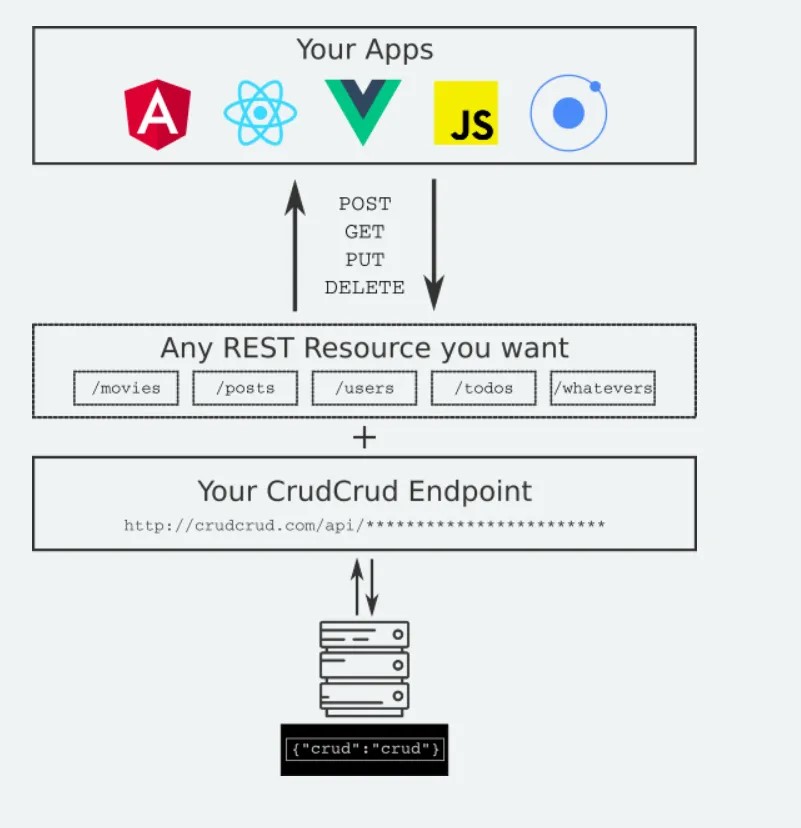 Your Apps
A
JS
POST
GET
PUT
DELETE
Any REST Resource you want
/movies /posts /users /todos /whatevers
+
Your CrudCrud Endpoint
http://crudcrud.com/api/************************
{"crud":"crud"}